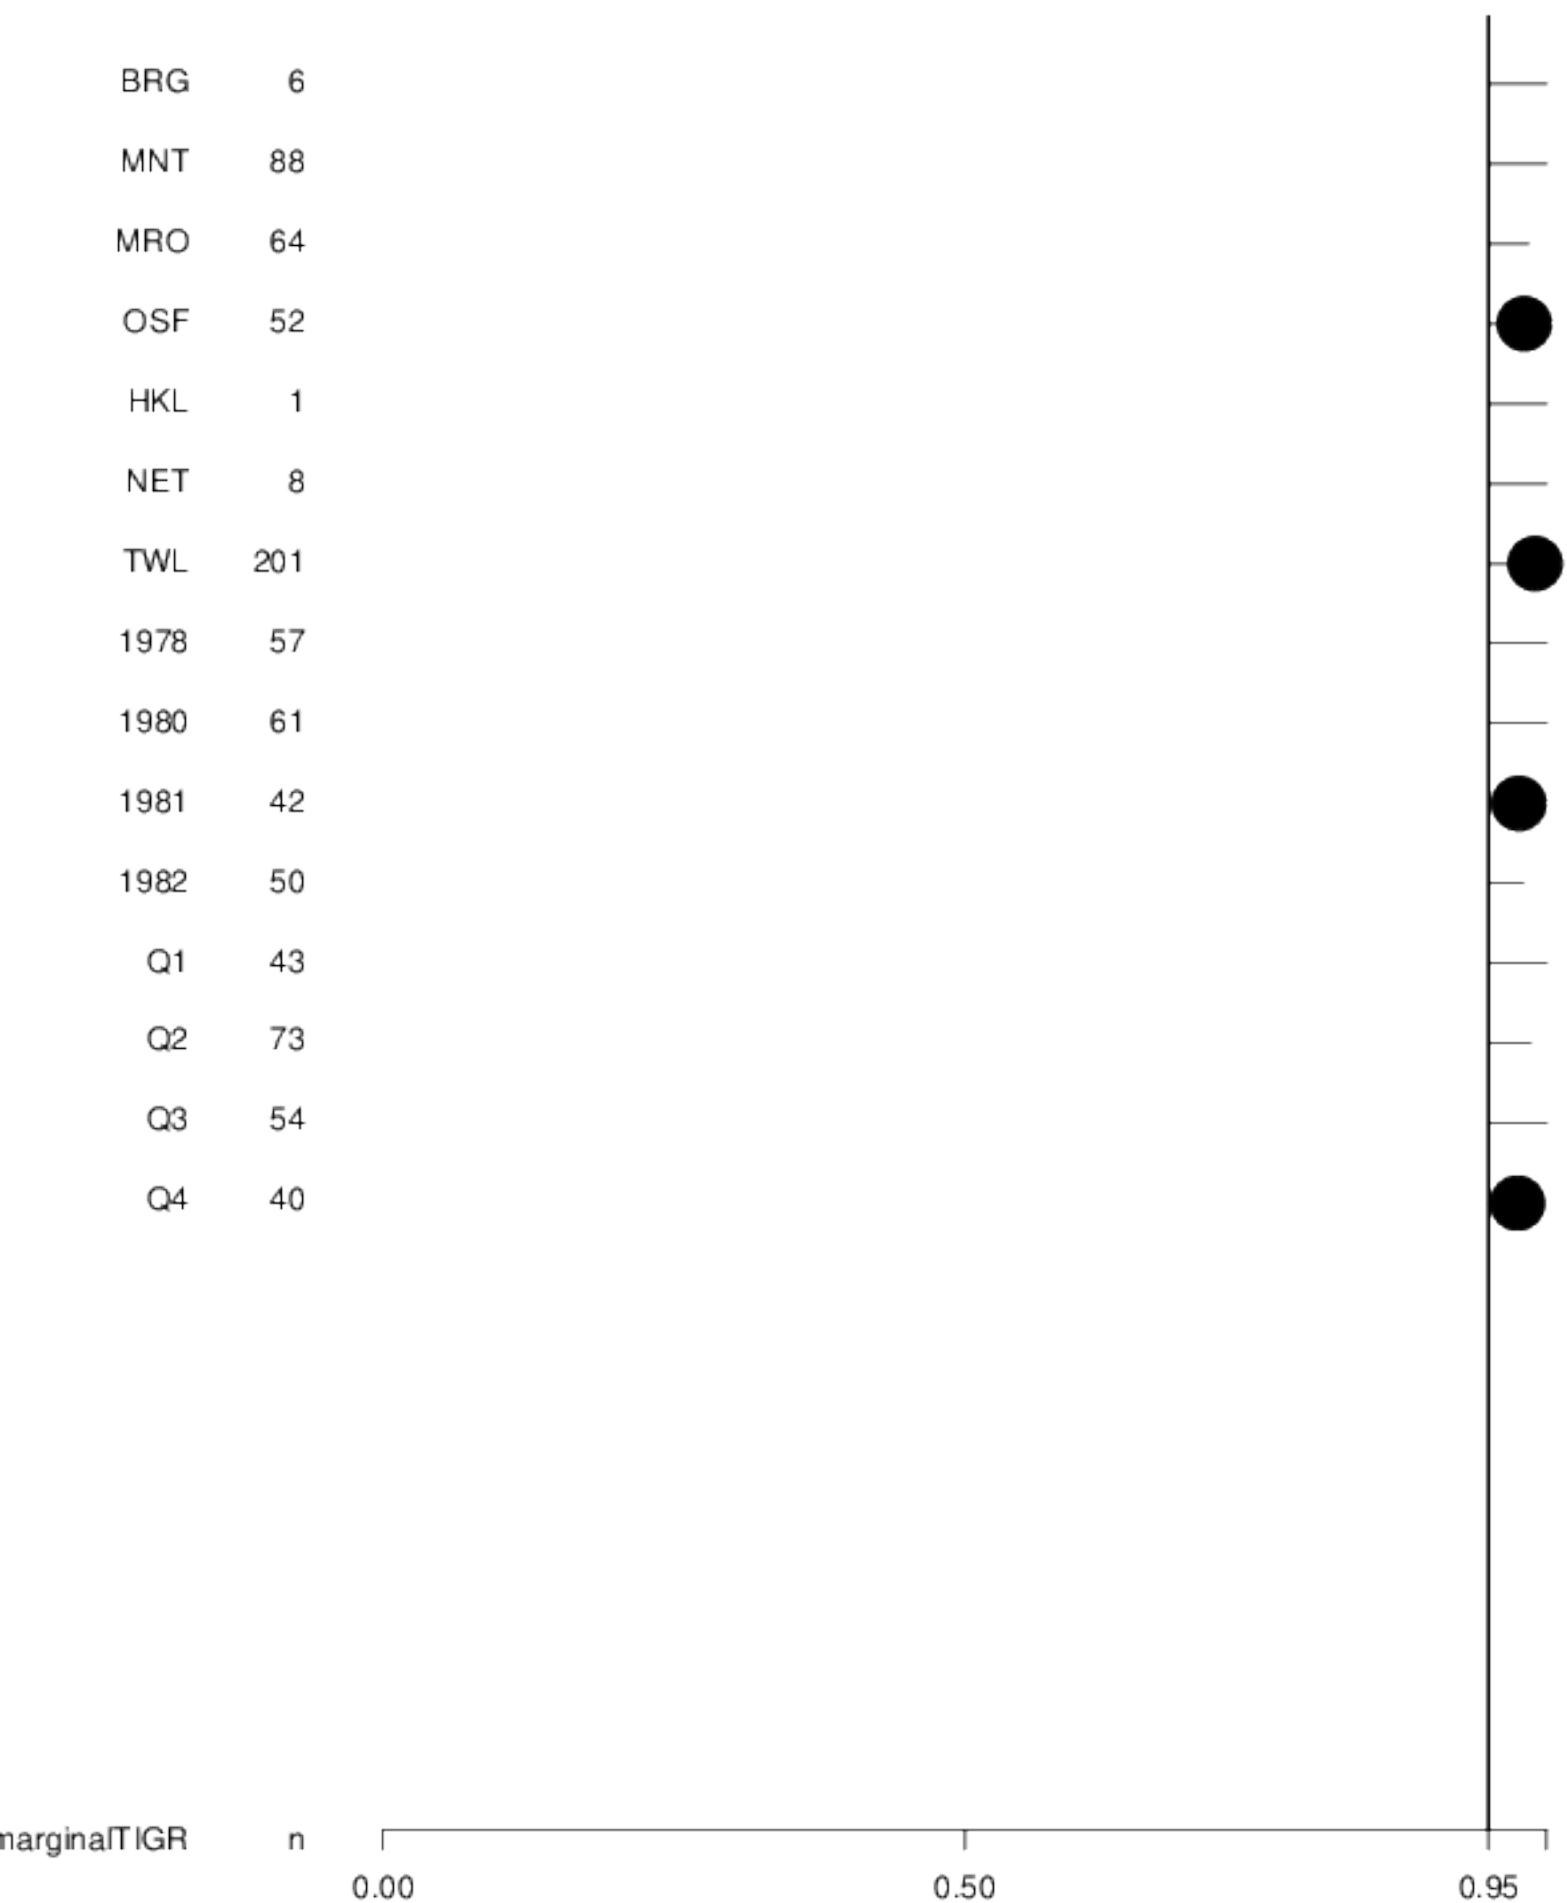 BRG 6
MNT 88
MRO 64
OSF 52
HKL 1
NET 8
TWL 201
1978 57
1980 61
1981 42
1982 50
Q1 43
Q2 73
Q3 54
Q4 40
n
0.00 0.50 0.95